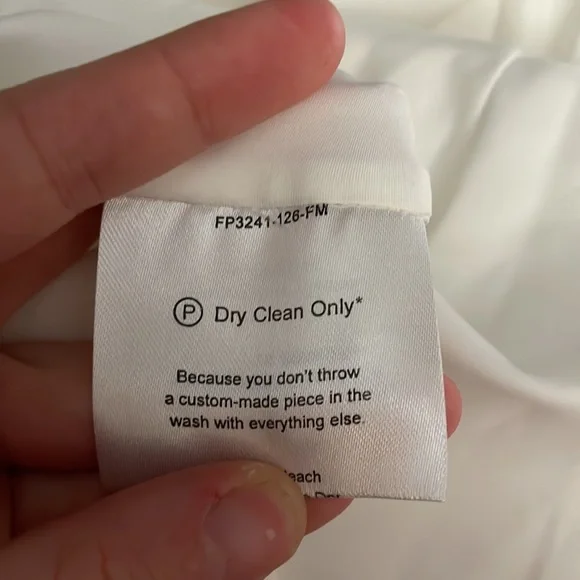 FP3241-126-FM
Ⓟ Dry Clean Only*
Because you don't throw
a custom-made piece in the
wash with everything else.